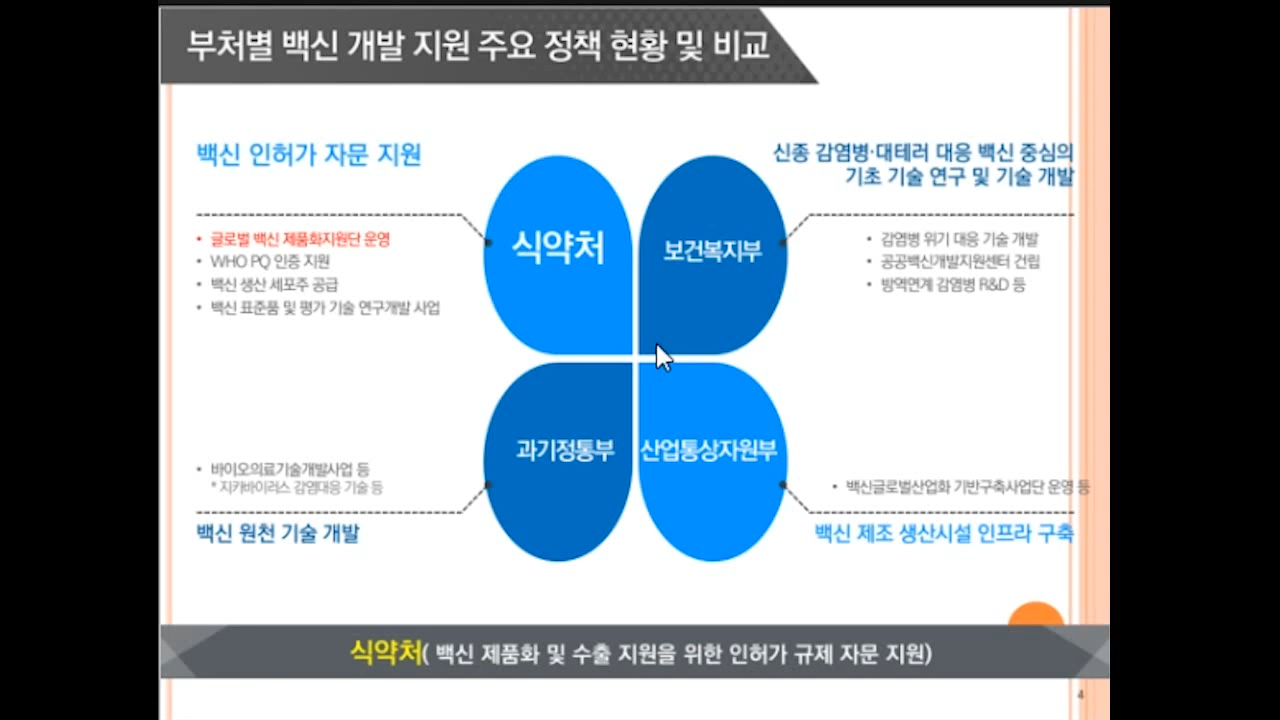 부처별 백신 개발 지원 주요 정책 현황 및 비교
백신 인허가 자문 지원
• 글로벌 백신 제품화지원단 운영
• WHO PQ 인증 지원
• 백신 생산 세포주 공급
• 백신 표준품 및 평가 기술 연구개발 사업
식약처
보건복지부
신종 감염병·대테러 대응 백신 중심의
기초 기술 연구 및 기술 개발
• 감염병 위기 대응 기술 개발
• 공공백신개발지원센터 건립
• 방역연계 감염병 R&D 등
과기정통부
산업통상자원부
• 바이오의료기술개발사업 등
* 지카바이러스 감염대응 기술 등
백신 원천 기술 개발
• 백신글로벌산업화 기반구축사업단 운영 등
백신 제조 생산시설 인프라 구축
식약처( 백신 제품화 및 수출 지원을 위한 인허가 규제 자문 지원)
4